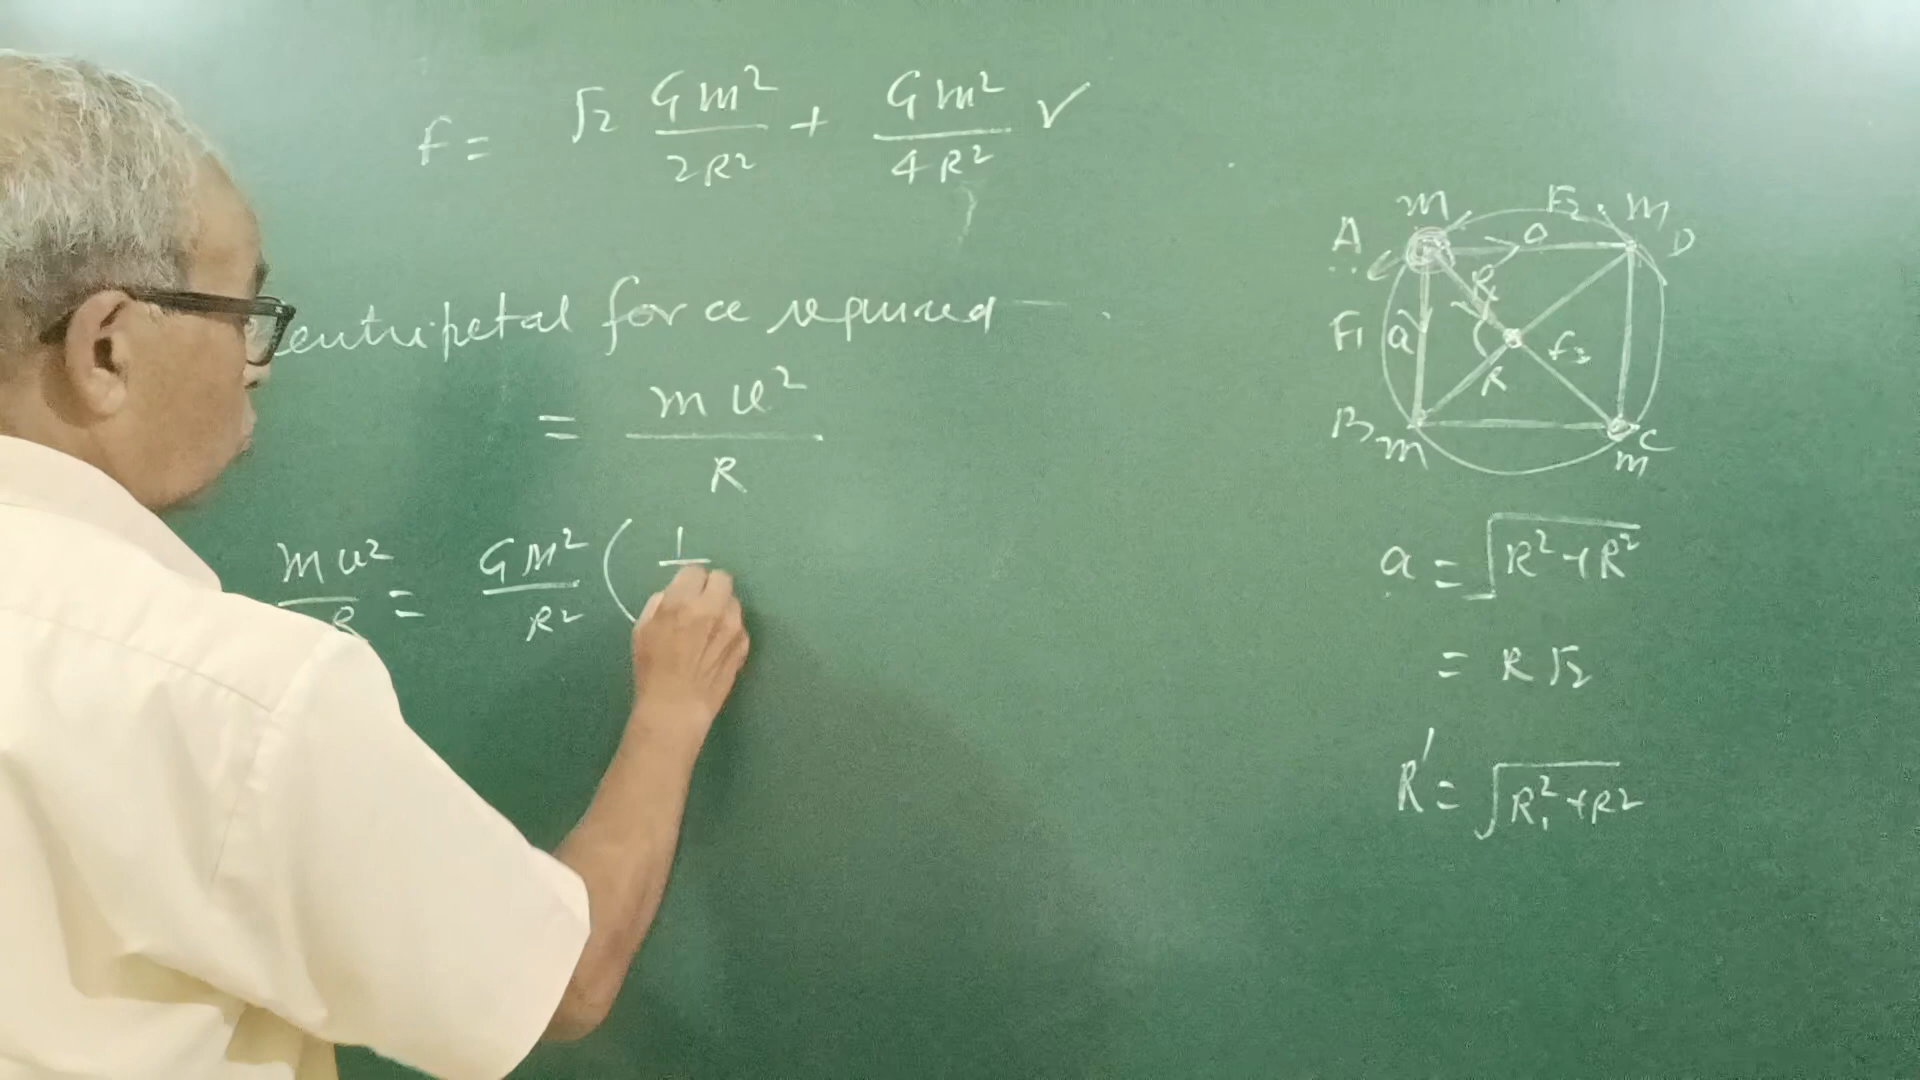 F = √2 Gm²/2R² + Gm²/4R² ✓
entripetal force required —
= mu²/R
mu²/R = GM²/R² ( 1
m F2 m
A a D
R
F1 a F3
R
B m C
m
a = √R²+R²
= R√2
R' = √R₁²+R²